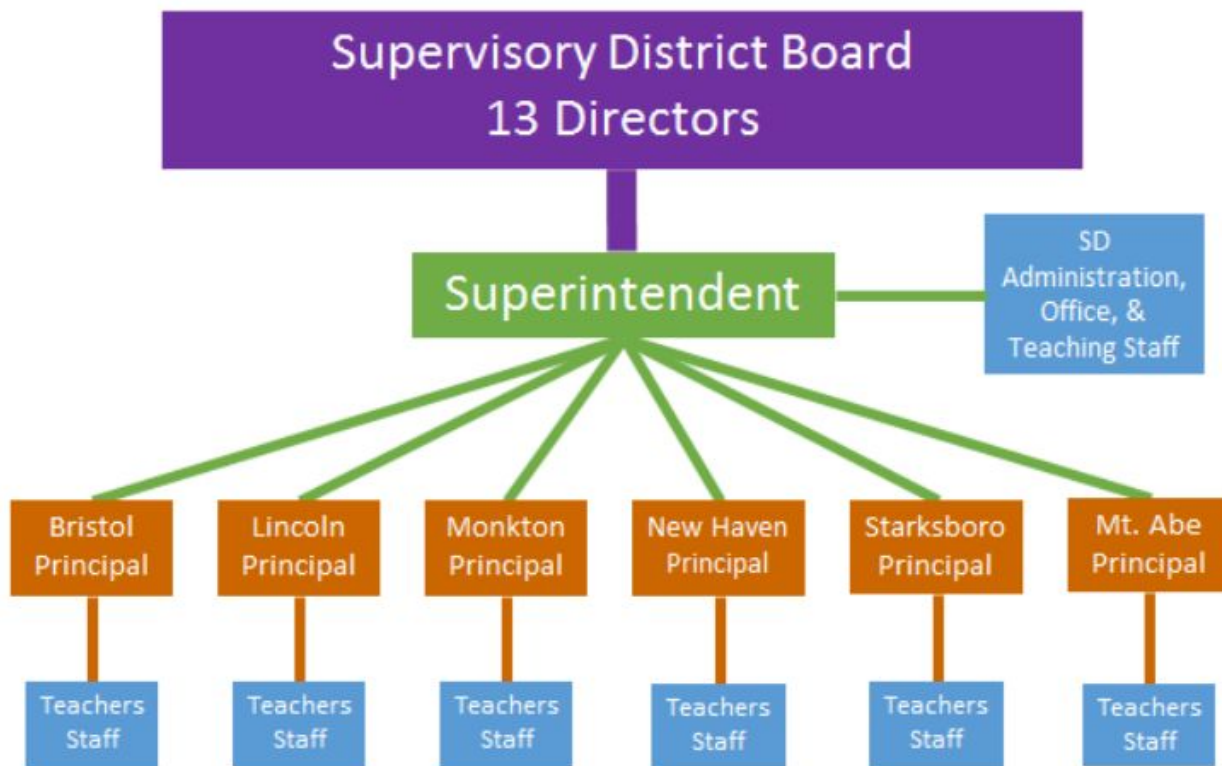 Supervisory District Board
13 Directors
Superintendent
SD
Administration,
Office, &
Teaching Staff
Bristol
Principal
Lincoln
Principal
Monkton
Principal
New Haven
Principal
Starksboro
Principal
Mt. Abe
Principal
Teachers
Staff
Teachers
Staff
Teachers
Staff
Teachers
Staff
Teachers
Staff
Teachers
Staff